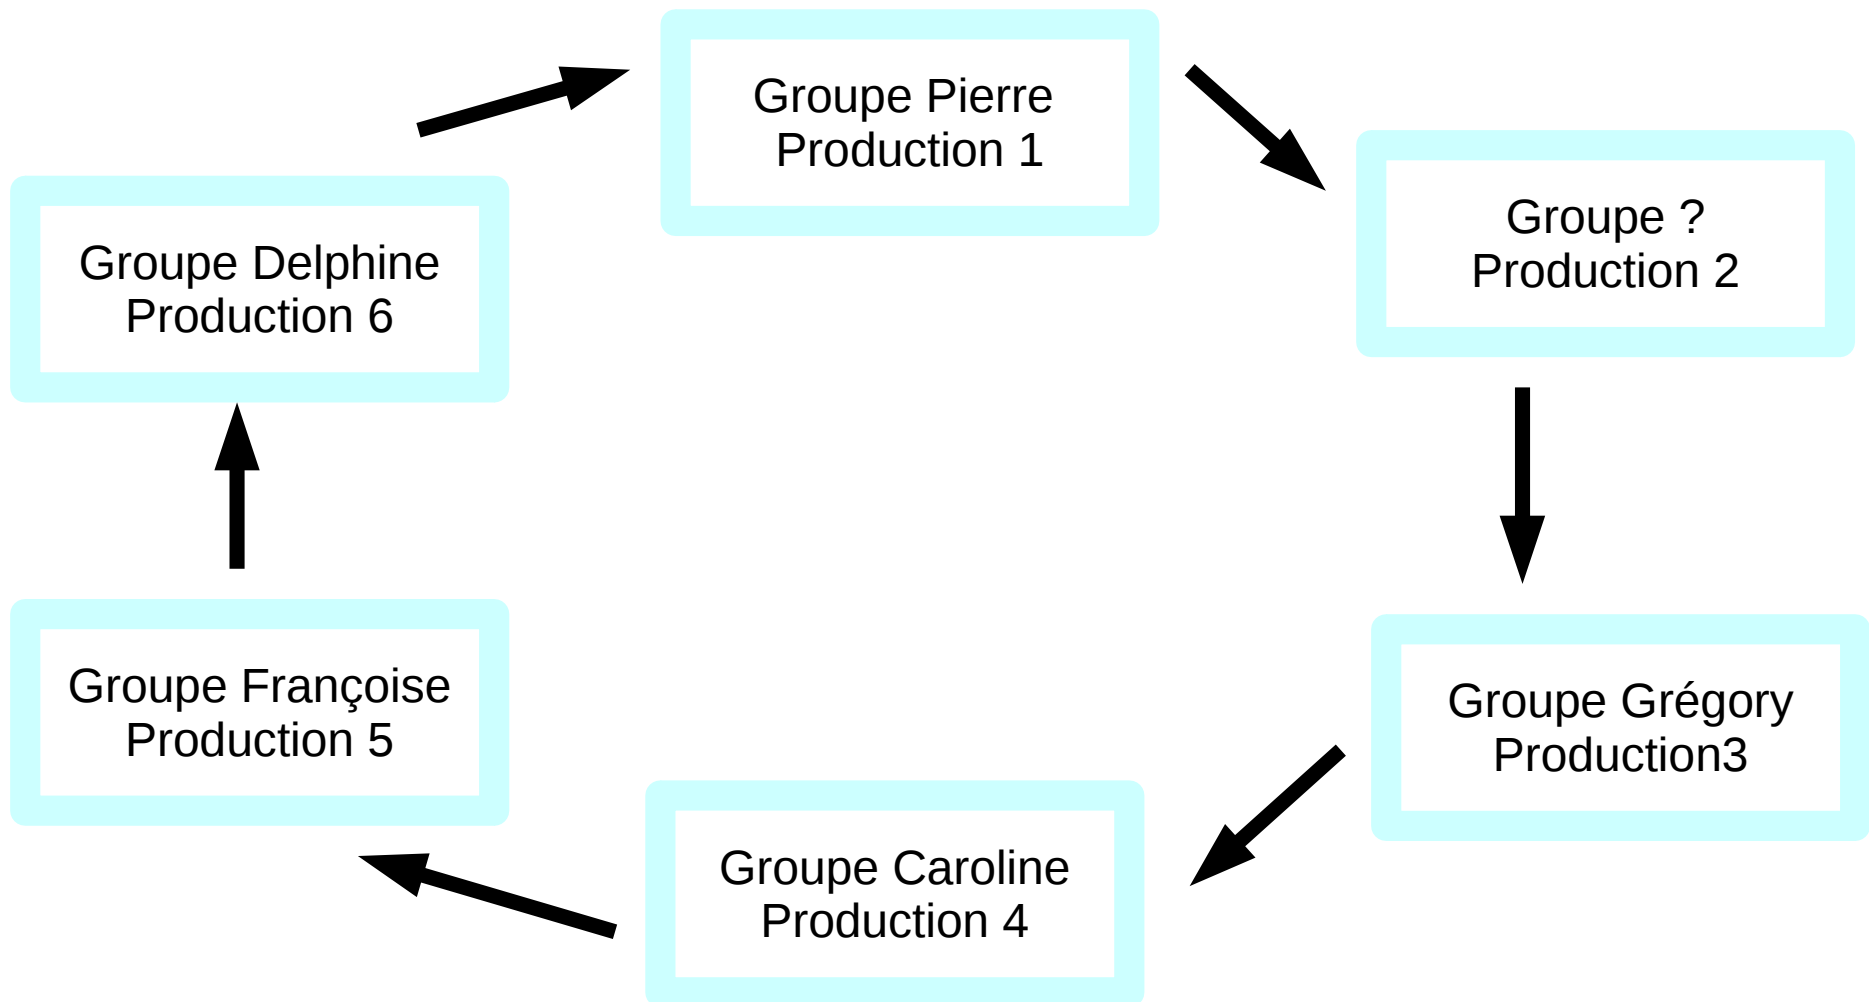 Groupe Pierre
Production 1
Groupe ?
Production 2
Groupe Grégory
Production3
Groupe Caroline
Production 4
Groupe Françoise
Production 5
Groupe Delphine
Production 6